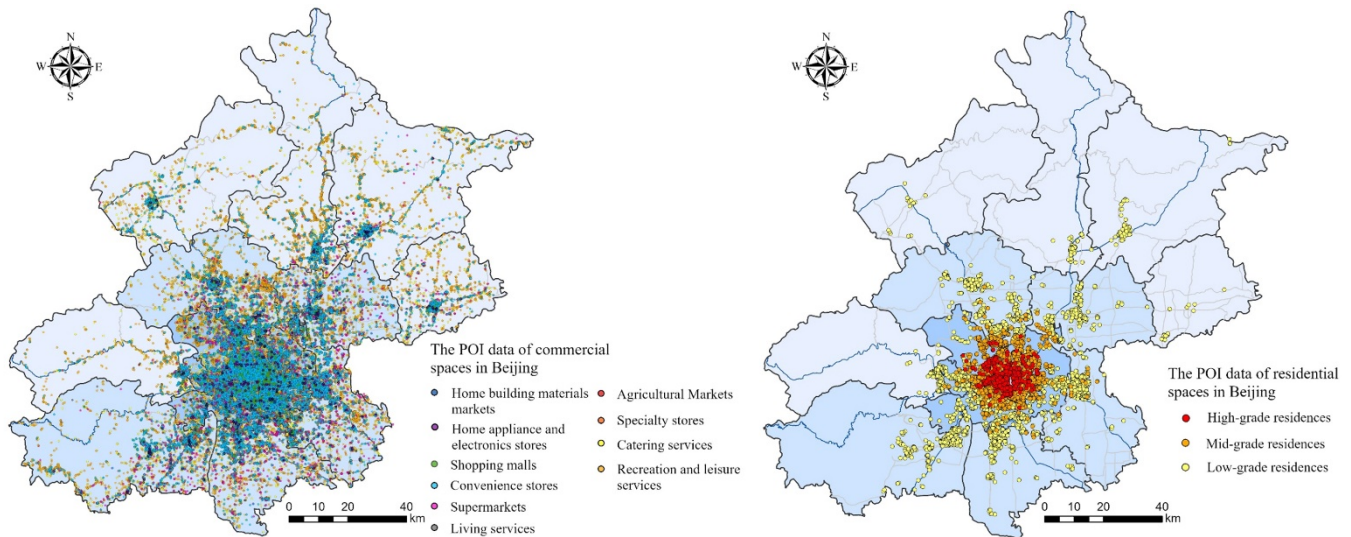 N
W E
S
The POI data of commercial
spaces in Beijing
Home building materials
markets
Home appliance and
electronics stores
Shopping malls
Convenience stores
Supermarkets
Living services
Agricultural Markets
Specialty stores
Catering services
Recreation and leisure
services
0 20 40
km
N
W E
S
The POI data of residential
spaces in Beijing
High-grade residences
Mid-grade residences
Low-grade residences
0 20 40
km